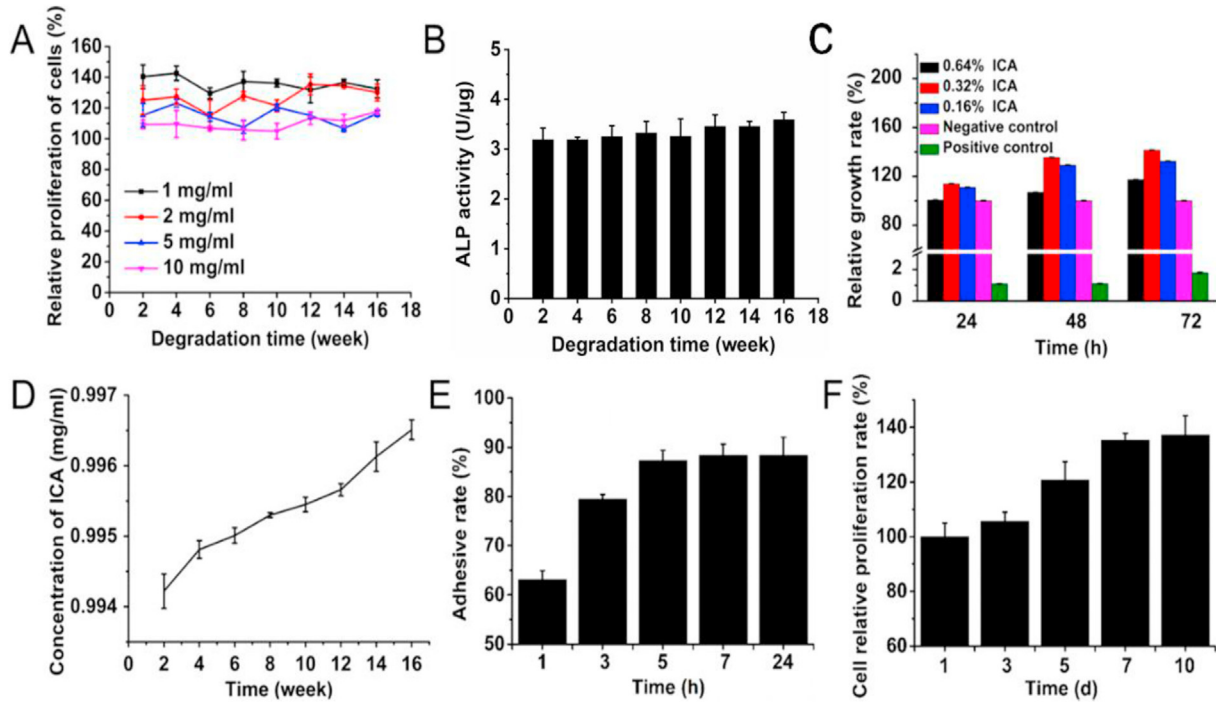 A
Relative proliferation of cells (%)
160
140
120
100
80
60
40
20
0
1 mg/ml
2 mg/ml
5 mg/ml
10 mg/ml
0 2 4 6 8 10 12 14 16 18
Degradation time (week)
B
ALP activity (U/μg)
5
4
3
2
1
0
0 2 4 6 8 10 12 14 16 18
Degradation time (week)
C
Relative growth rate (%)
200
160
120
80
2
0
0.64% ICA
0.32% ICA
0.16% ICA
Negative control
Positive control
24 48 72
Time (h)
D
Concentration of ICA (mg/ml)
0.997
0.996
0.995
0.994
0 2 4 6 8 10 12 14 16
Time (week)
E
Adhesive rate (%)
100
90
80
70
60
50
1 3 5 7 24
Time (h)
F
Cell relative proliferation rate (%)
140
120
100
80
60
1 3 5 7 10
Time (d)